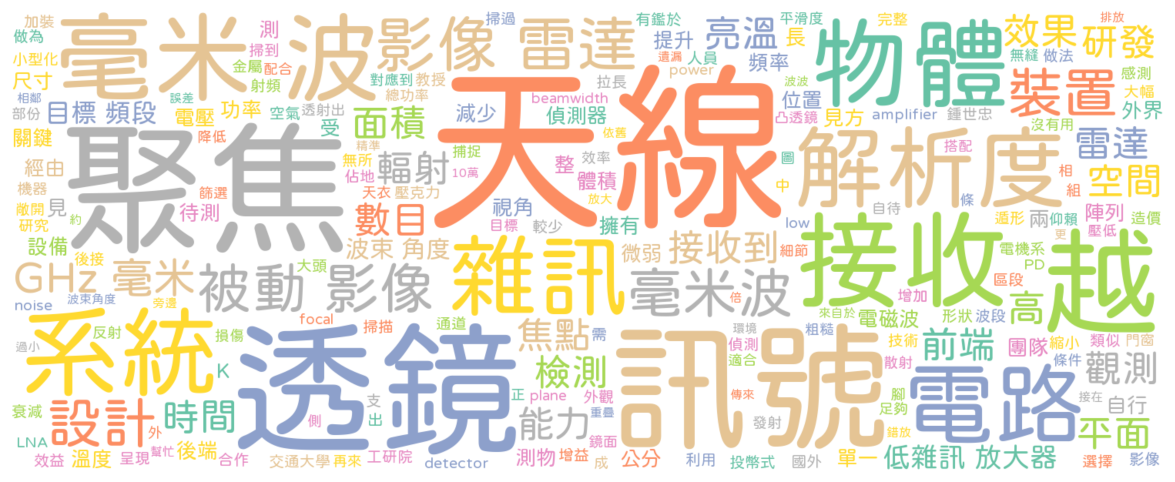 加裝 毫米 波影像 雷達 測 掃過 有鑑於 平滑度 完整 排放
做為 掃到 提升 亮溫 長 物體 效果 研發
小型化 金屬 配合 對應到 教授 遺漏 人員 無縫 做法
尺寸 射頻 總功率 拉長 power 頻率 裝置 感測 大幅
相鄰 誤差 天線 beamwidth 波波 位置
目標 頻段 功率 空氣 透射出 減少 偵測器 凸透鏡 見方 amplifier 鍾世忠 外界
部份 電壓 受 面積 依舊 沒有用
關鍵 降低 聚焦 精準 捕捉 整 效率 圖 解析度 搭配 雷達
經由 無所 輻射 10萬 體積 中 相 空間
機器 篩選 佔地 天衣 壓克力 放大 組
敞開 見 待測 數目 視角 擁有 low 自待 條 遁形 兩 仰賴 陣列 造價
研究 約 目標 較少 接收 越 更 壓低
設備 後接 波束 角度 雜訊 微弱 接收到 細節 電機系
GHz 毫米 大頭 被動 影像 毫米波 倍 PD
noise 波束角度 旁邊 增加 區段 高
系統 反射 損傷 focal 掃描 通道 焦點 需 環境 粗糙 來自於 電磁波 形狀 波段
過小 透鏡 偵測 訊號 技術 前端 團隊 縮小 類似 門窗
K 檢測 適合 散射 條件 觀測
衰減 設計 時間 側 支 出 正 plane 外觀 傳來 腳 電路 接在 自行
LNA 外 能力 重疊 發射 足夠 平面
效益 溫度 呈現 幫忙 後端 合作 鏡面 錯放
交通大學 再來 工研院 detector 測物 增益 成 公分 利用 投幣式 國外 單一 低雜訊 放大器 選擇 影像